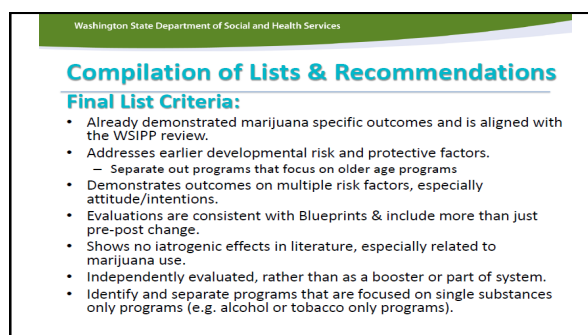 Washington State Department of Social and Health Services
Compilation of Lists & Recommendations
Final List Criteria:
• Already demonstrated marijuana specific outcomes and is aligned with
the WSIPP review.
• Addresses earlier developmental risk and protective factors.
– Separate out programs that focus on older age programs
• Demonstrates outcomes on multiple risk factors, especially
attitude/intentions.
• Evaluations are consistent with Blueprints & include more than just
pre-post change.
• Shows no iatrogenic effects in literature, especially related to
marijuana use.
• Independently evaluated, rather than as a booster or part of system.
• Identify and separate programs that are focused on single substances
only programs (e.g. alcohol or tobacco only programs).